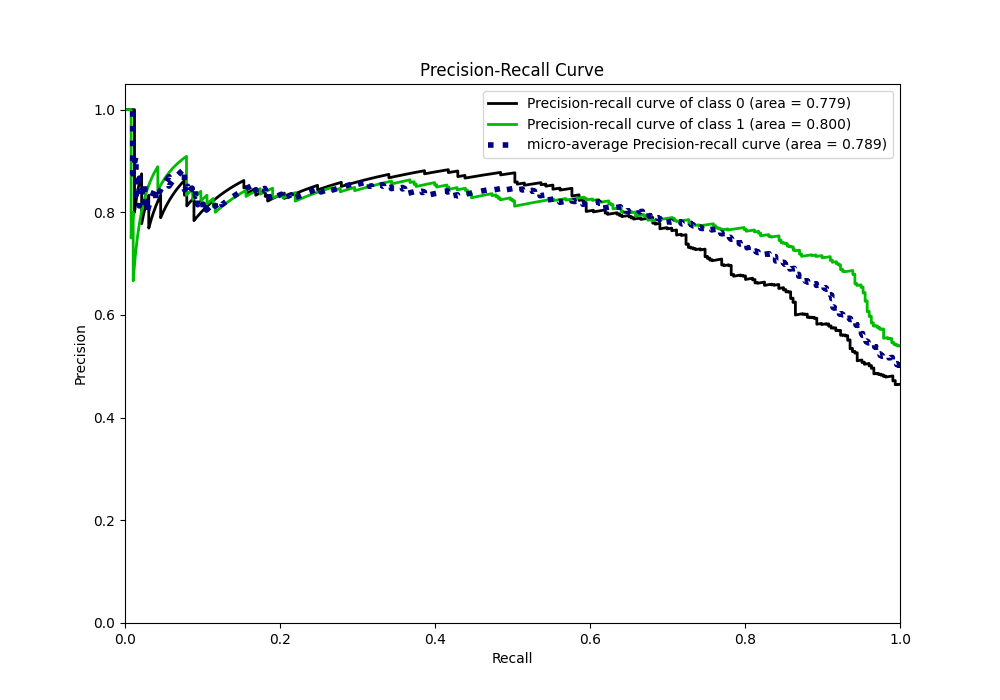 Precision-Recall Curve
Precision-recall curve of class 0 (area = 0.779)
Precision-recall curve of class 1 (area = 0.800)
micro-average Precision-recall curve (area = 0.789)
1.0
0.8
0.6
0.4
0.2
0.0
Precision
0.0 0.2 0.4 0.6 0.8 1.0
Recall